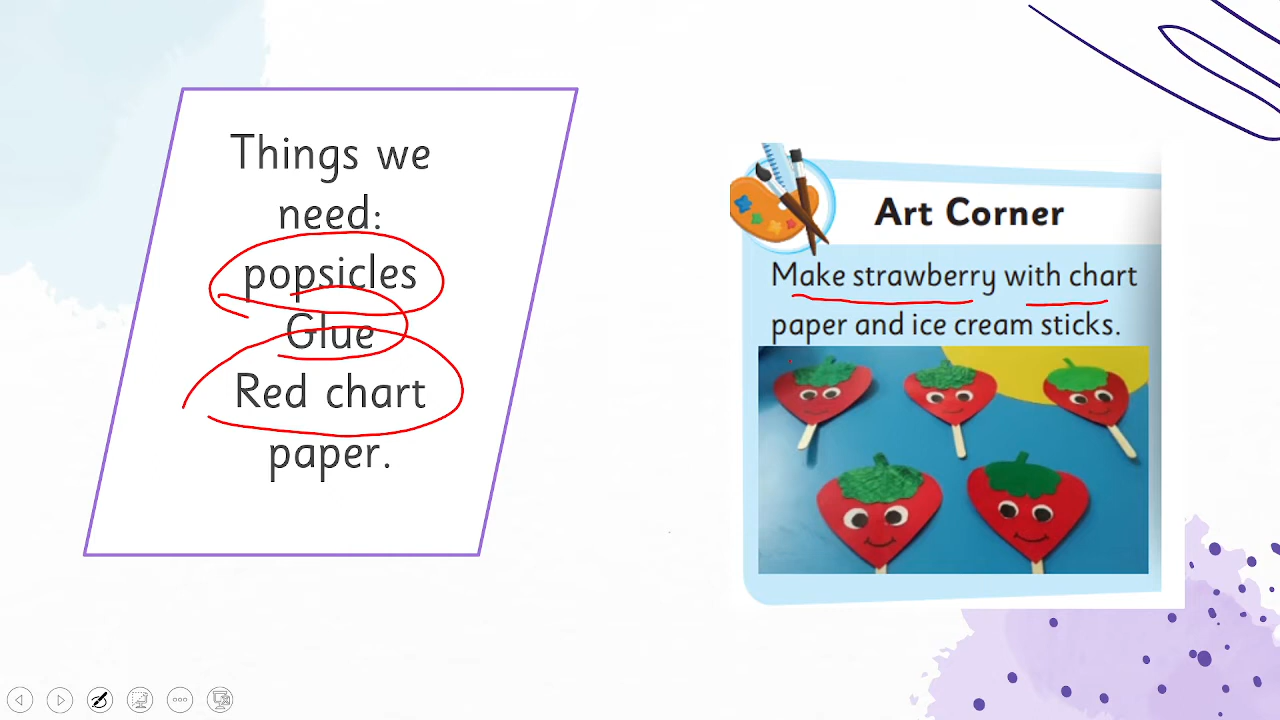 Things we
need:
popsicles
Glue
Red chart
paper.
Art Corner
Make strawberry with chart
paper and ice cream sticks.